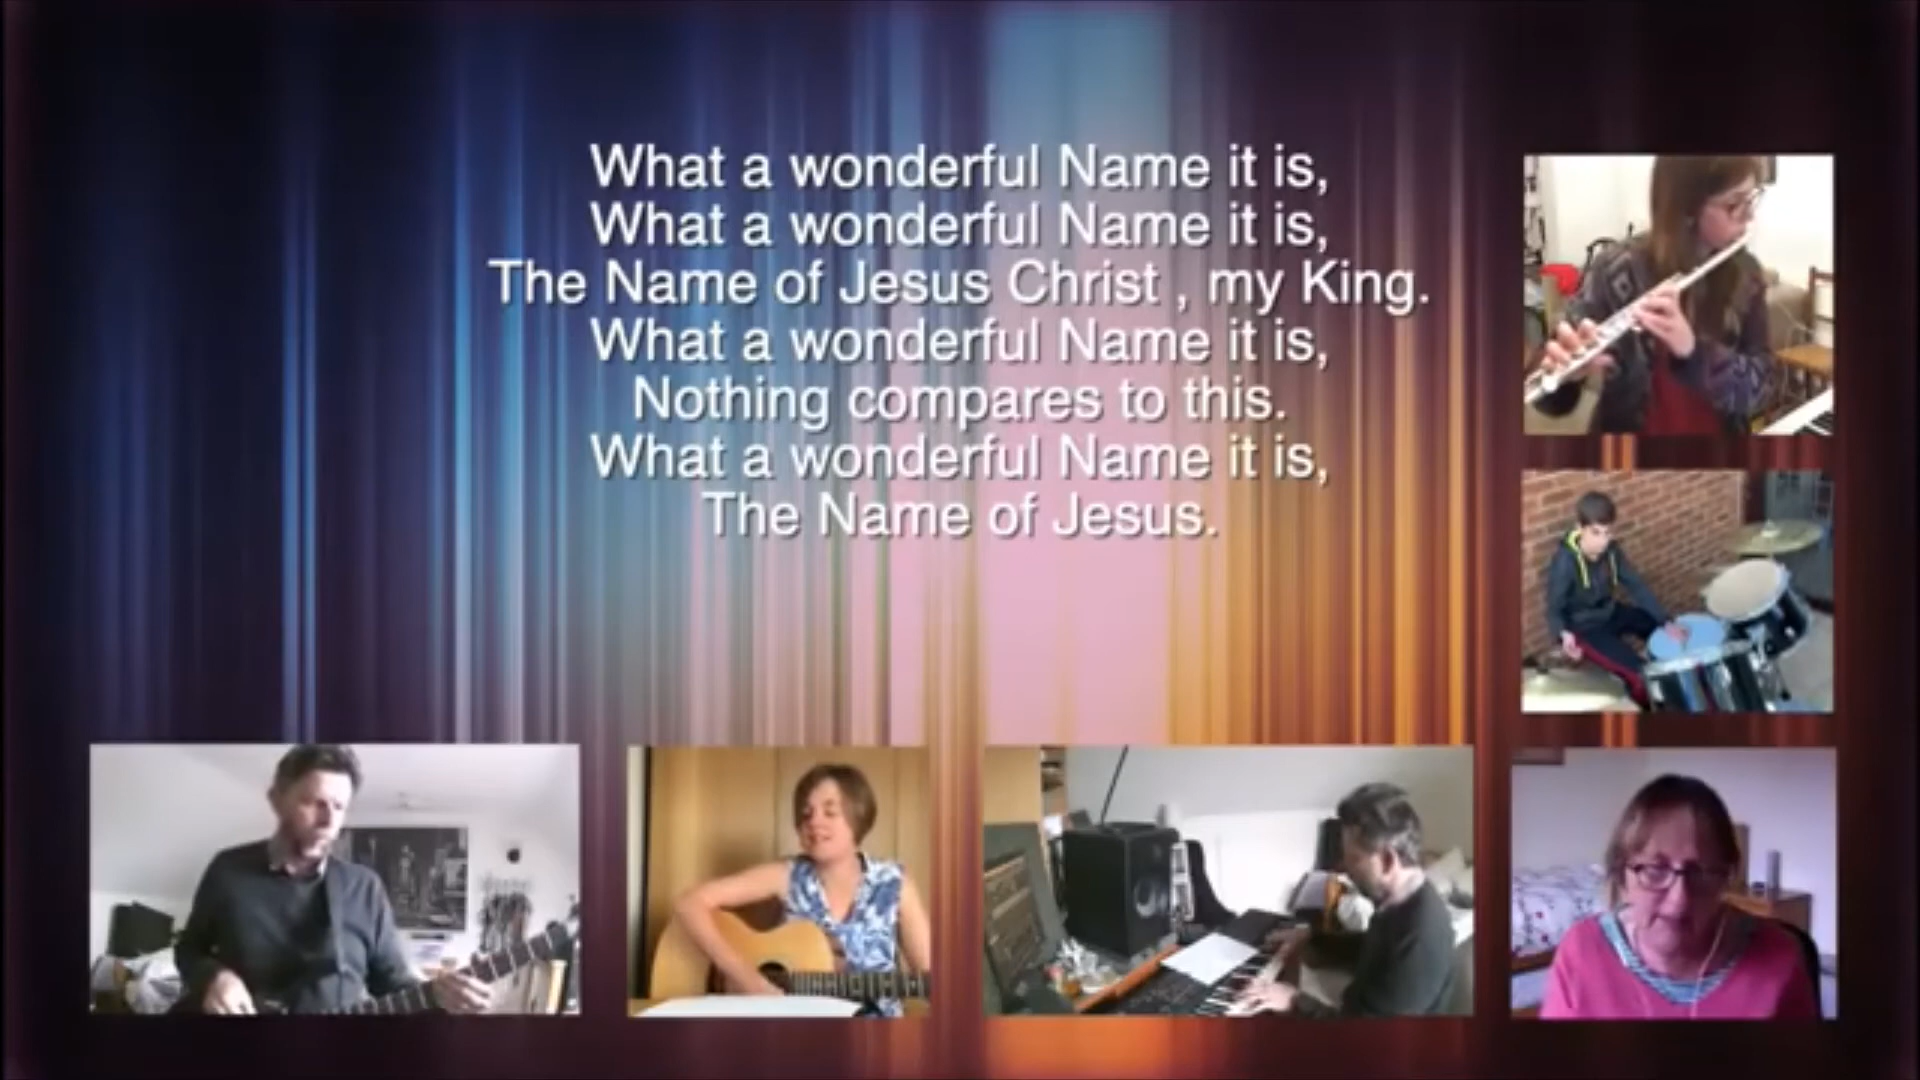 What a wonderful Name it is,
What a wonderful Name it is,
The Name of Jesus Christ , my King.
What a wonderful Name it is,
Nothing compares to this.
What a wonderful Name it is,
The Name of Jesus.